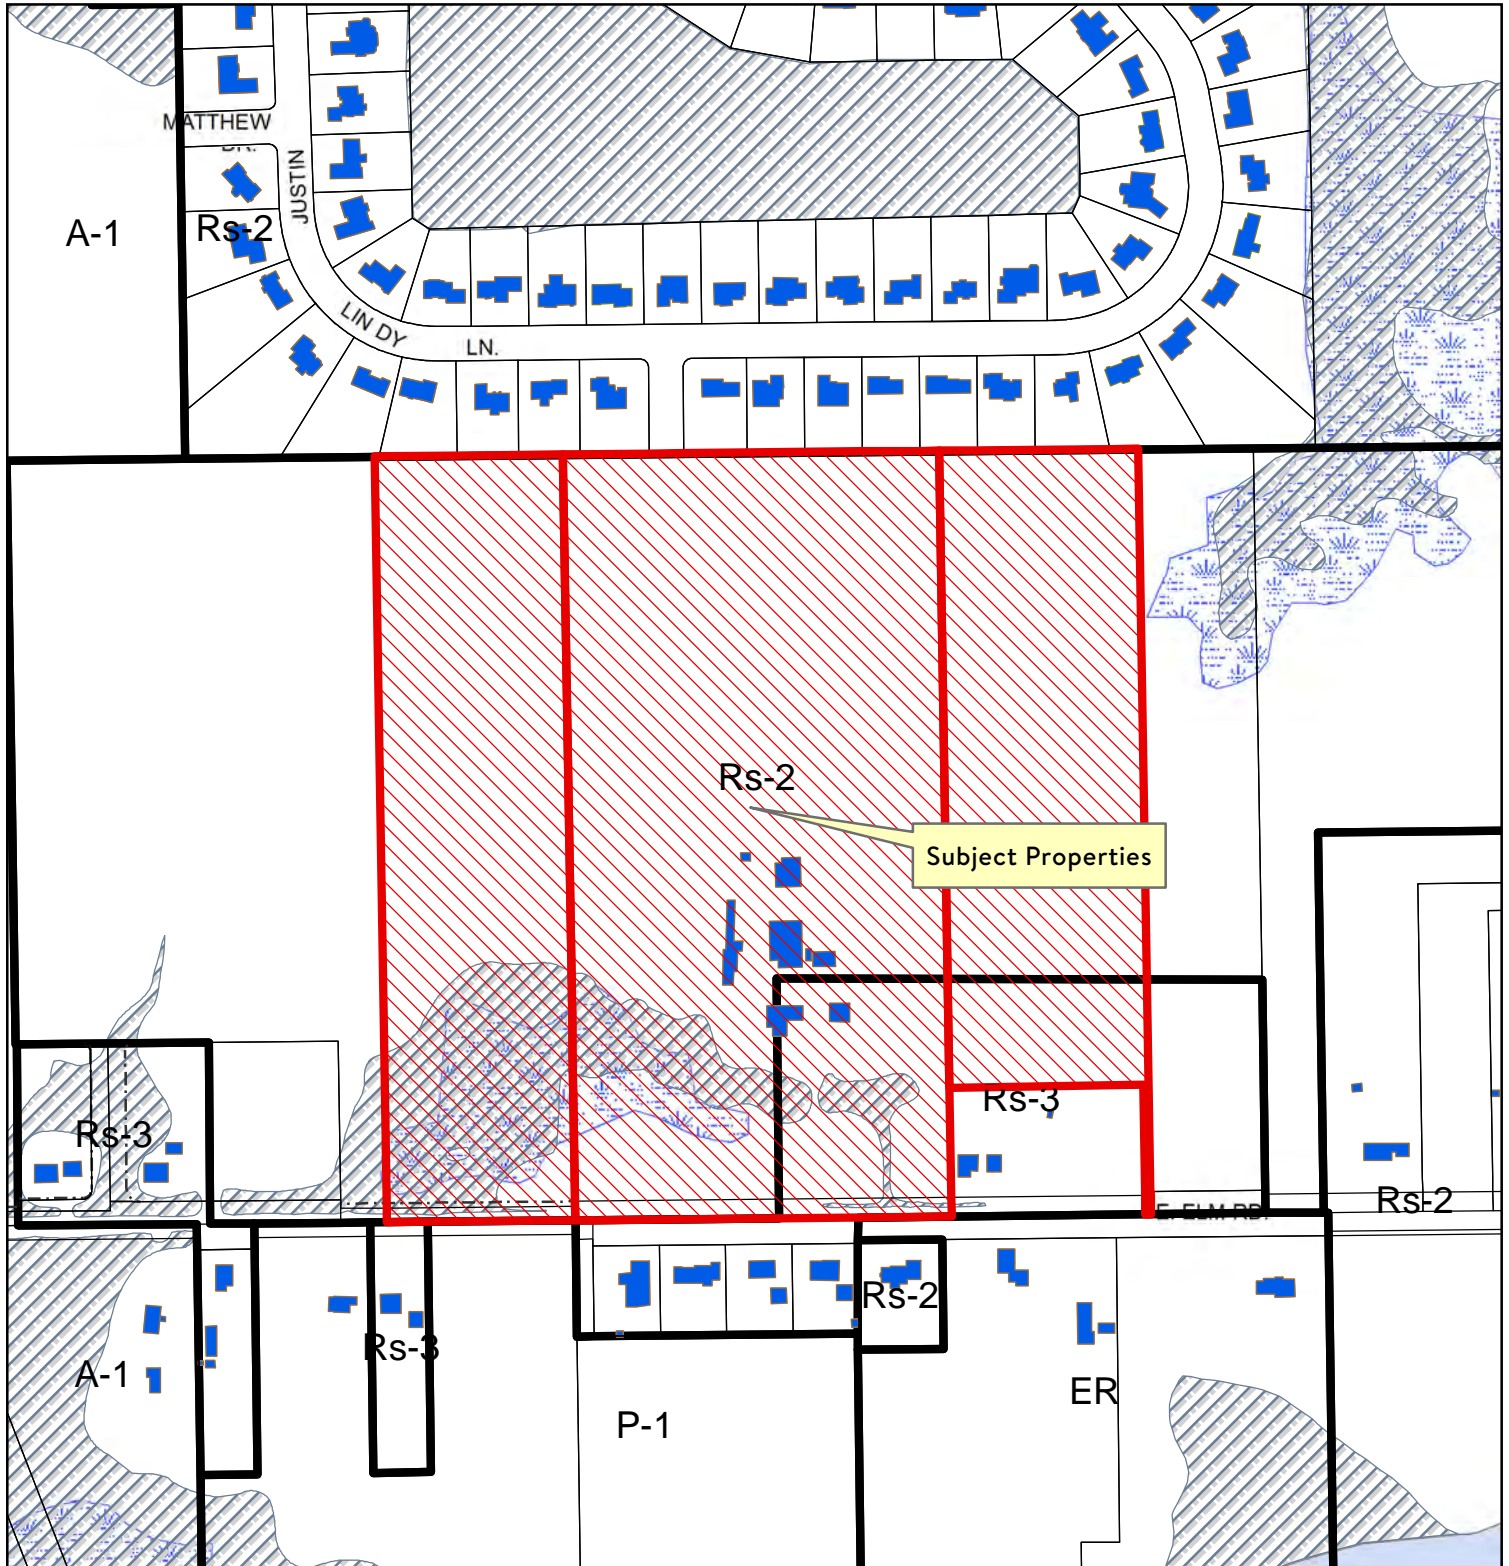 MATTHEW
DR.
JUSTIN
A-1
Rs-2
LIN DY
LN.
Rs-2
Subject Properties
Rs-3
Rs-3
Rs-2
E. ELM RD.
Rs-2
Rs-3
A-1
ER
P-1